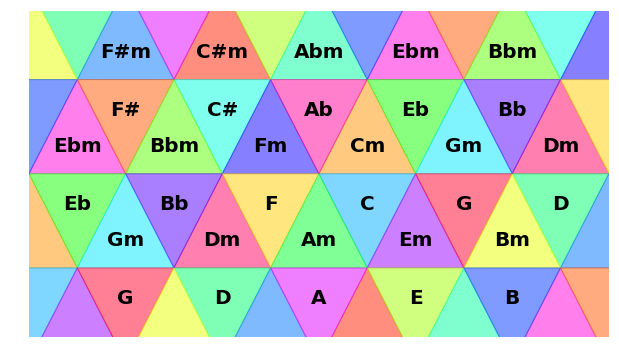 F#m C#m Abm Ebm Bbm
F# C# Ab Eb Bb
Ebm Bbm Fm Cm Gm Dm
Eb Bb F C G D
Gm Dm Am Em Bm
G D A E B